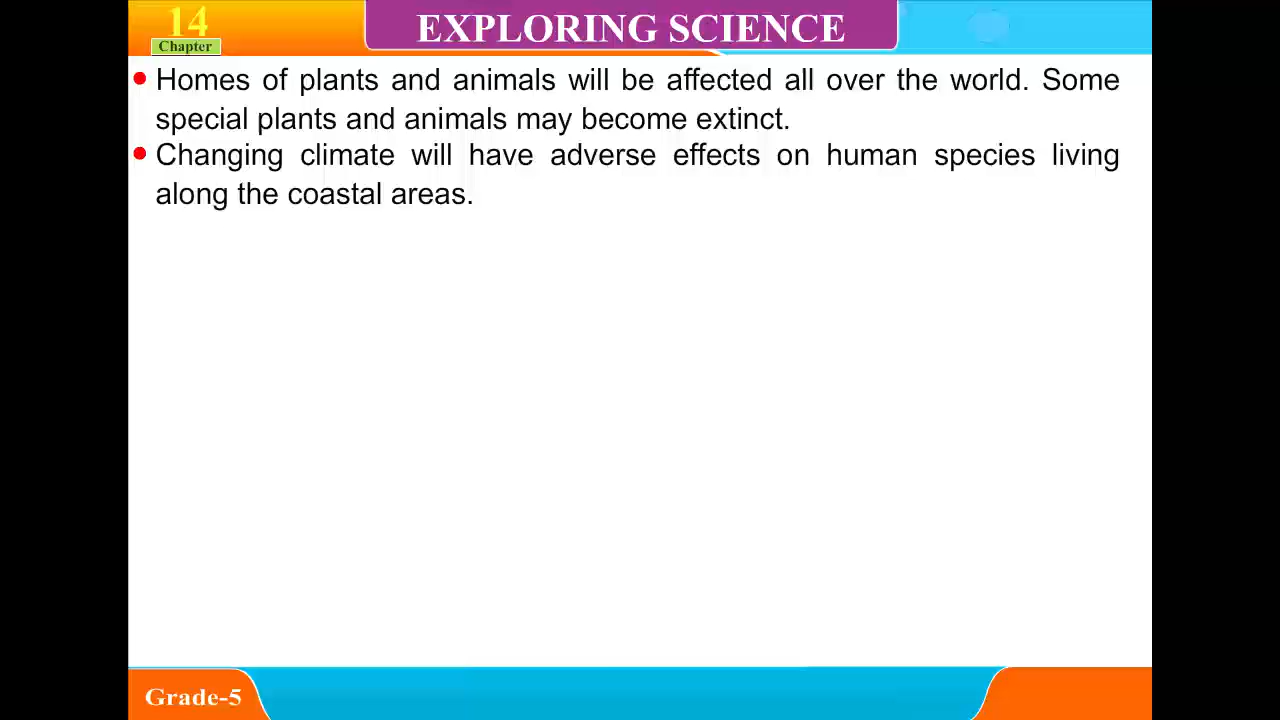 14
Chapter
EXPLORING SCIENCE
Homes of plants and animals will be affected all over the world. Some
special plants and animals may become extinct.
Changing climate will have adverse effects on human species living
along the coastal areas.
Grade-5